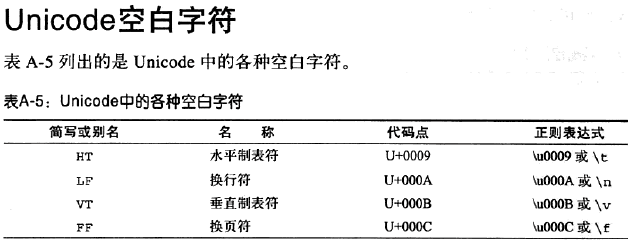 Unicode空白字符
表 A-5 列出的是 Unicode 中的各种空白字符。
表A-5：Unicode中的各种空白字符
简写或别名 名 称 代码点 正则表达式
HT 水平制表符 U+0009 \u0009 或 \t
LF 换行符 U+000A \u000A 或 \n
VT 垂直制表符 U+000B \u000B 或 \v
FF 换页符 U+000C \u000C 或 \f